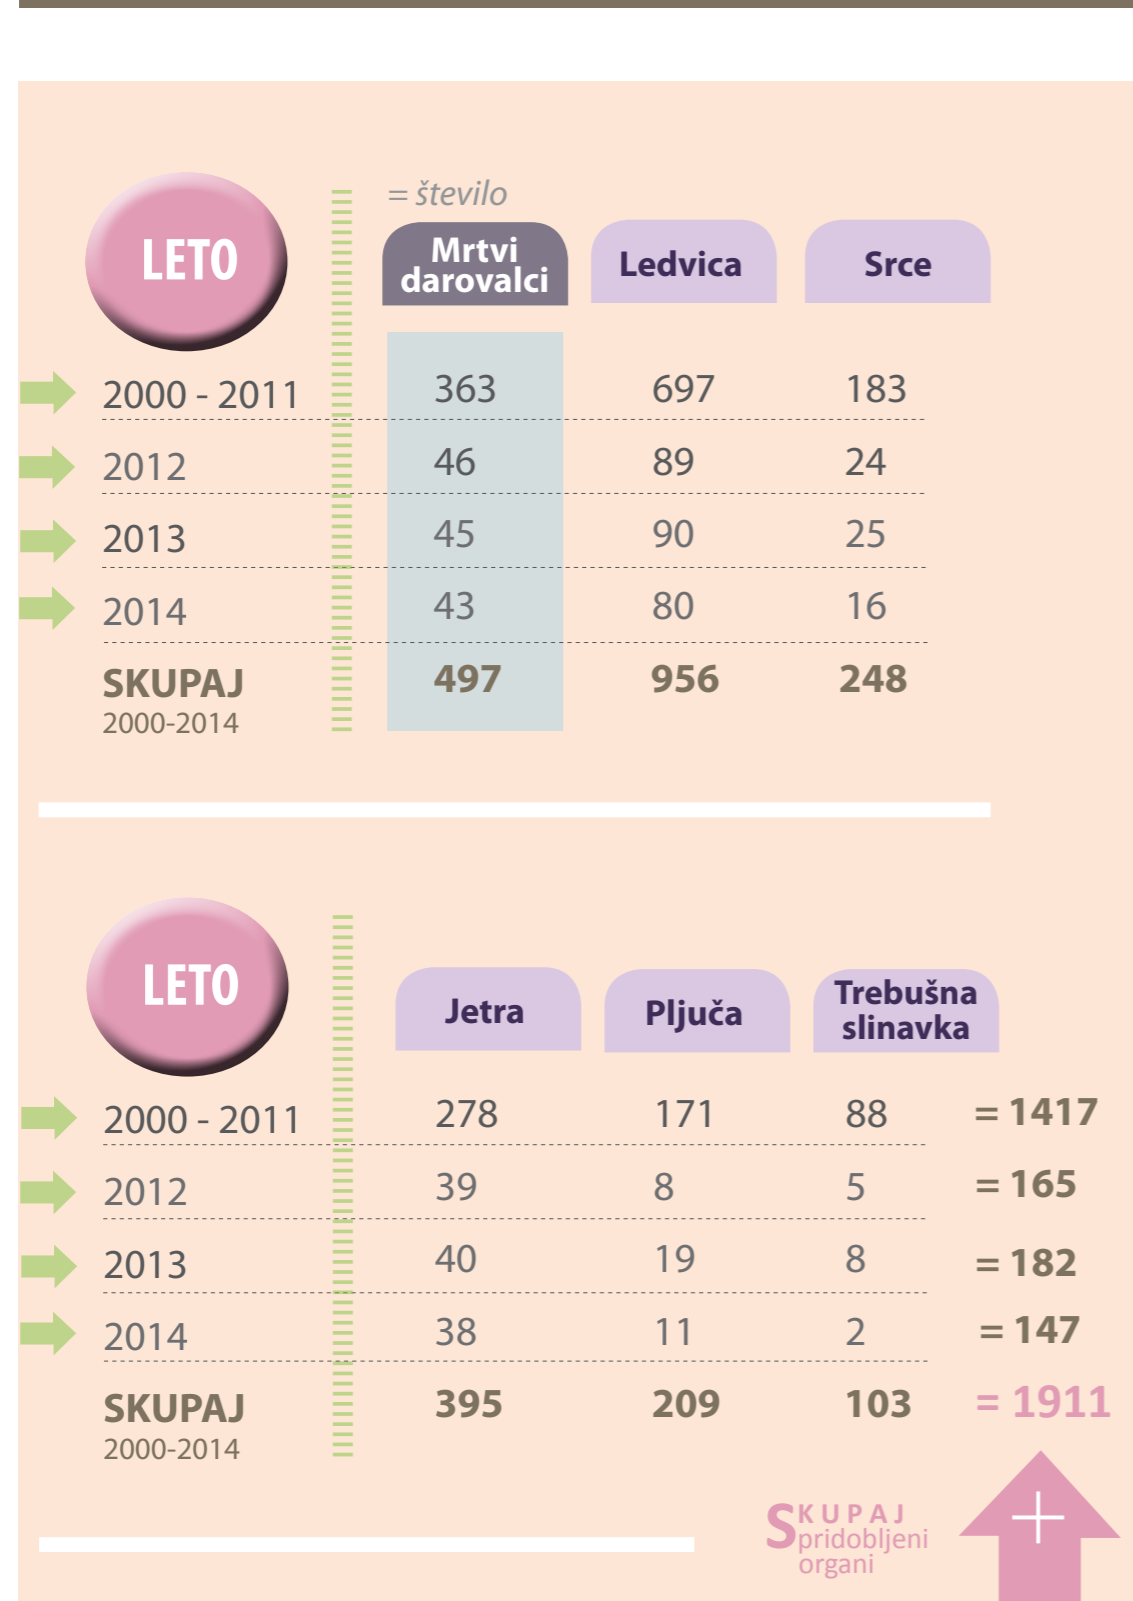 = število
LETO
Mrtvi
darovalci
Ledvica
Srce
2000 - 2011 363 697 183
2012 46 89 24
2013 45 90 25
2014 43 80 16
SKUPAJ 497 956 248
2000-2014
LETO
Jetra
Pljuča
Trebušna
slinavka
2000 - 2011 278 171 88 = 1417
2012 39 8 5 = 165
2013 40 19 8 = 182
2014 38 11 2 = 147
SKUPAJ 395 209 103 = 1911
2000-2014
SKUPAJ
pridobljeni
organi
+